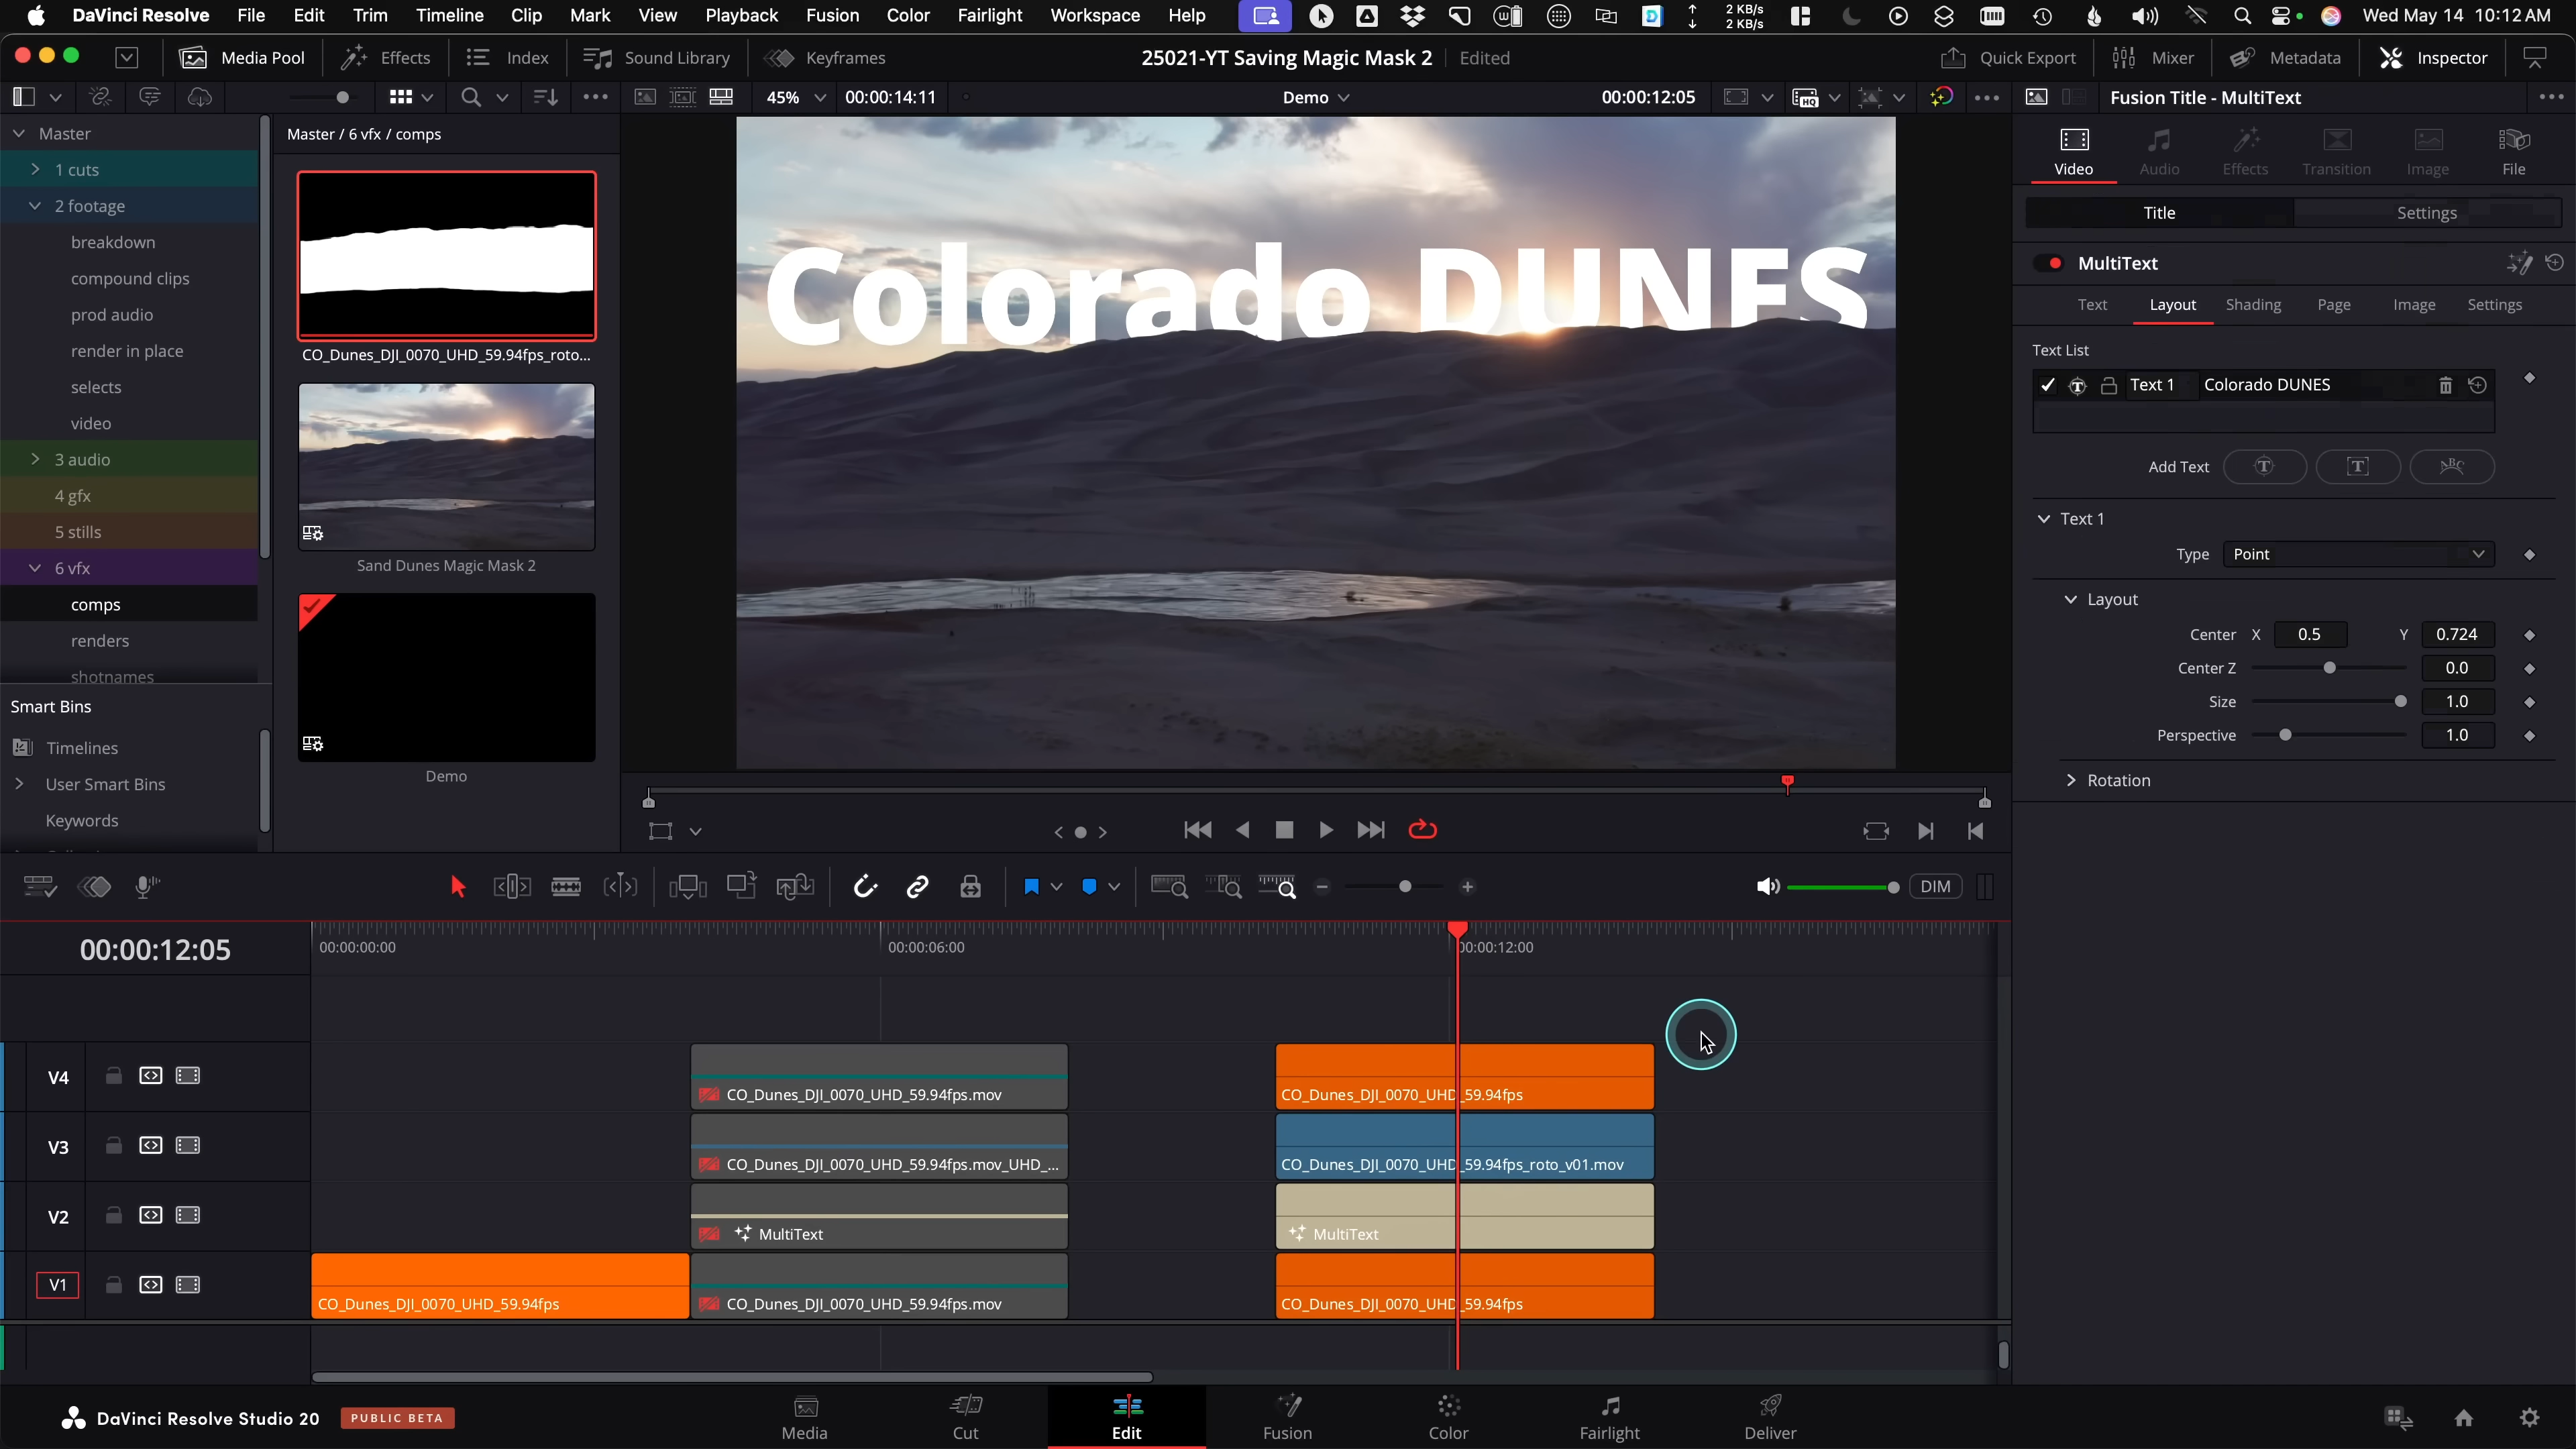 DaVinci Resolve File Edit Trim Timeline Clip Mark View Playback Fusion Color Fairlight Workspace Help 2 KB/s 2 KB/s Wed May 14 10:12 AM
Media Pool Effects Index Sound Library Keyframes 25021-YT Saving Magic Mask 2 Edited Quick Export Mixer Metadata Inspector
45% 00:00:14:11 Demo 00:00:12:05 HQ Fusion Title - MultiText
Master
1 cuts
2 footage
breakdown
compound clips
prod audio
render in place
selects
video
3 audio
4 gfx
5 stills
6 vfx
comps
renders
shotnames
Smart Bins
Timelines
User Smart Bins
Keywords
Master / 6 vfx / comps
CO_Dunes_DJI_0070_UHD_59.94fps_roto...
Sand Dunes Magic Mask 2
Demo
Colorado DUNES
Video Audio Effects Transition Image File
Title Settings
MultiText
Text Layout Shading Page Image Settings
Text List
Text 1 Colorado DUNES
Add Text T T ABC
Text 1
Type Point
Layout
Center X 0.5 Y 0.724
Center Z 0.0
Size 1.0
Perspective 1.0
Rotation
DIM
00:00:12:05 00:00:00:00 00:00:06:00 00:00:12:00
V4 CO_Dunes_DJI_0070_UHD_59.94fps.mov CO_Dunes_DJI_0070_UHD_59.94fps
V3 CO_Dunes_DJI_0070_UHD_59.94fps.mov_UHD_... CO_Dunes_DJI_0070_UHD_59.94fps_roto_v01.mov
V2 MultiText MultiText
V1 CO_Dunes_DJI_0070_UHD_59.94fps CO_Dunes_DJI_0070_UHD_59.94fps.mov CO_Dunes_DJI_0070_UHD_59.94fps
DaVinci Resolve Studio 20 PUBLIC BETA Media Cut Edit Fusion Color Fairlight Deliver